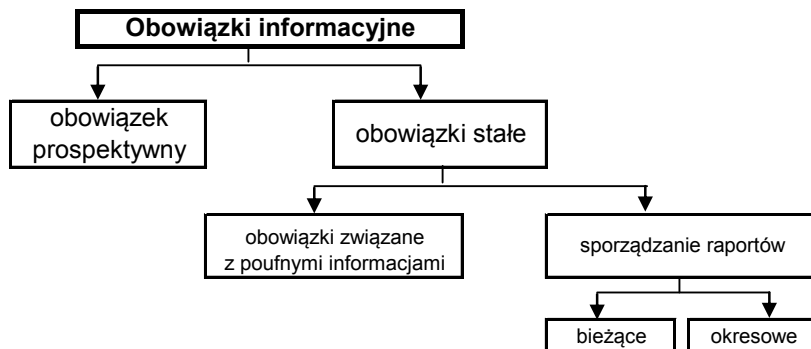 Obowiązki informacyjne
obowiązek
prospektywny
obowiązki stałe
obowiązki związane
z poufnymi informacjami
sporządzanie raportów
bieżące
okresowe